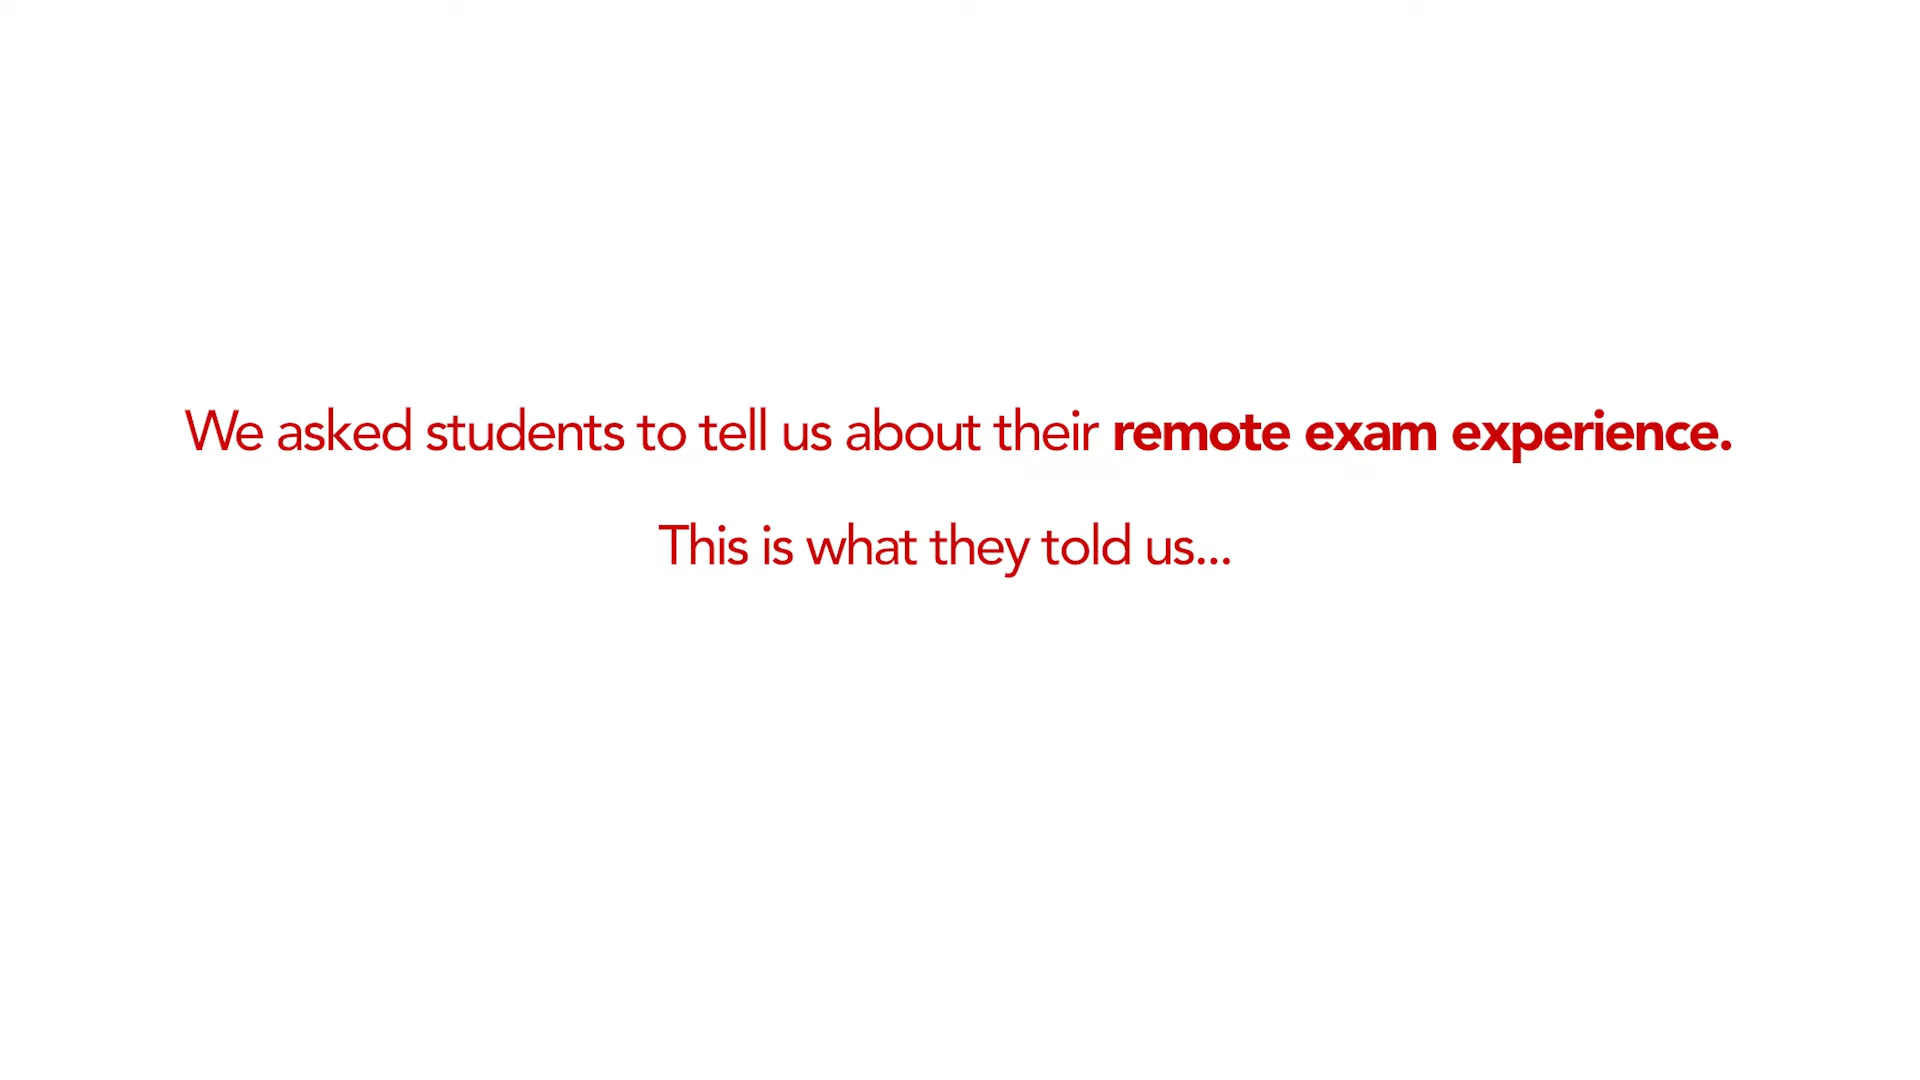 We asked students to tell us about their remote exam experience.
This is what they told us...